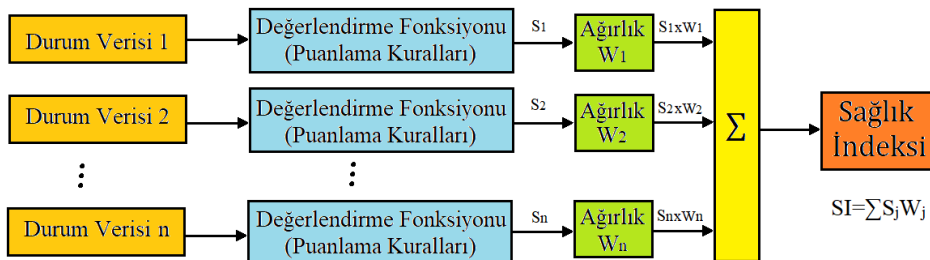 Durum Verisi 1
Değerlendirme Fonksiyonu
(Puanlama Kuralları)
S1
Ağırlık
W1
S1xW1
Durum Verisi 2
Değerlendirme Fonksiyonu
(Puanlama Kuralları)
S2
Ağırlık
W2
S2xW2
∑
Sağlık
İndeksi
SI=∑SjWj
Durum Verisi n
Değerlendirme Fonksiyonu
(Puanlama Kuralları)
Sn
Ağırlık
Wn
SnxWn